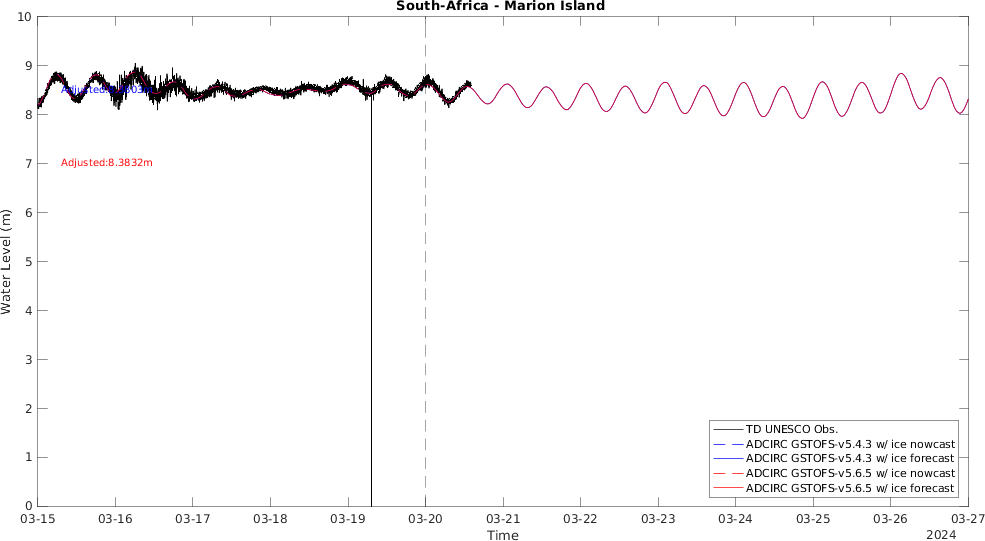 South-Africa - Marion Island
10
9
8
7
6
5
4
3
2
1
0
Water Level (m)
Adjusted:8.3832m
03-15
03-16
03-17
03-18
03-19
03-20
03-21
03-22
03-23
03-24
03-25
03-26
03-27
Time
2024
TD UNESCO Obs.
ADCIRC GSTOFS-v5.4.3 w/ ice nowcast
ADCIRC GSTOFS-v5.4.3 w/ ice forecast
ADCIRC GSTOFS-v5.6.5 w/ ice nowcast
ADCIRC GSTOFS-v5.6.5 w/ ice forecast